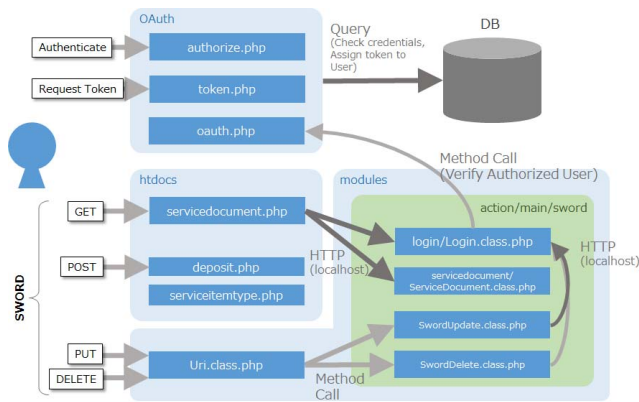 OAuth
Authenticate
authorize.php
Request Token
token.php
oauth.php
Query
(Check credentials,
Assign token to
User)
DB
Method Call
(Verify Authorized User)
htdocs
modules
action/main/sword
SWORD
GET
servicedocument.php
POST
deposit.php
serviceitemtype.php
HTTP
(localhost)
login/Login.class.php
servicedocument/
ServiceDocument.class.php
HTTP
(localhost)
SwordUpdate.class.php
SwordDelete.class.php
PUT
DELETE
Uri.class.php
Method
Call